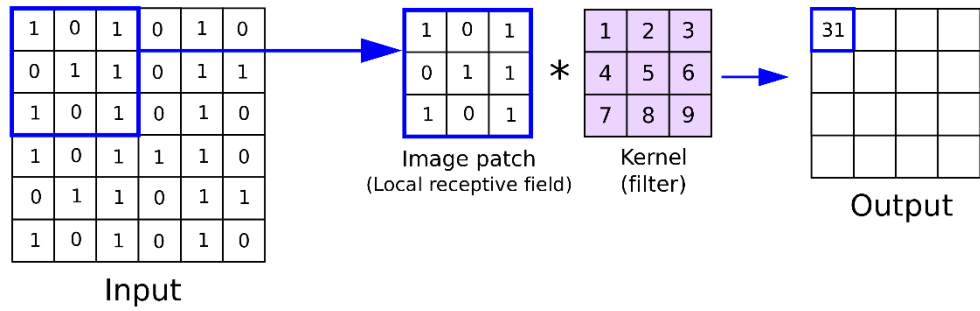 1 0 1 0 1 0
0 1 1 0 1 1
1 0 1 0 1 0
1 0 1 1 1 0
0 1 1 0 1 1
1 0 1 0 1 0
Input
1 0 1
0 1 1
1 0 1
Image patch
(Local receptive field)
*
1 2 3
4 5 6
7 8 9
Kernel
(filter)
31
Output